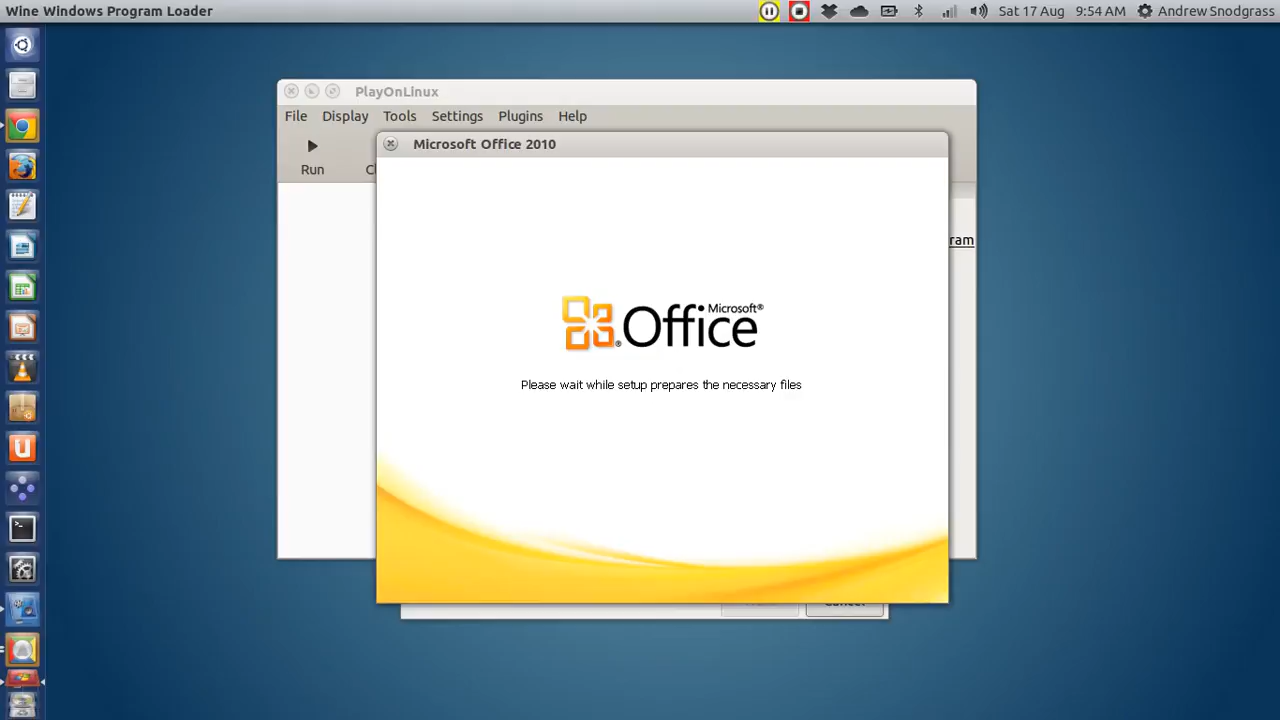 Wine Windows Program Loader
Sat 17 Aug 9:54 AM Andrew Snodgrass
PlayOnLinux
File Display Tools Settings Plugins Help
Run
Microsoft Office 2010
ram
Microsoft®
Office
Please wait while setup prepares the necessary files